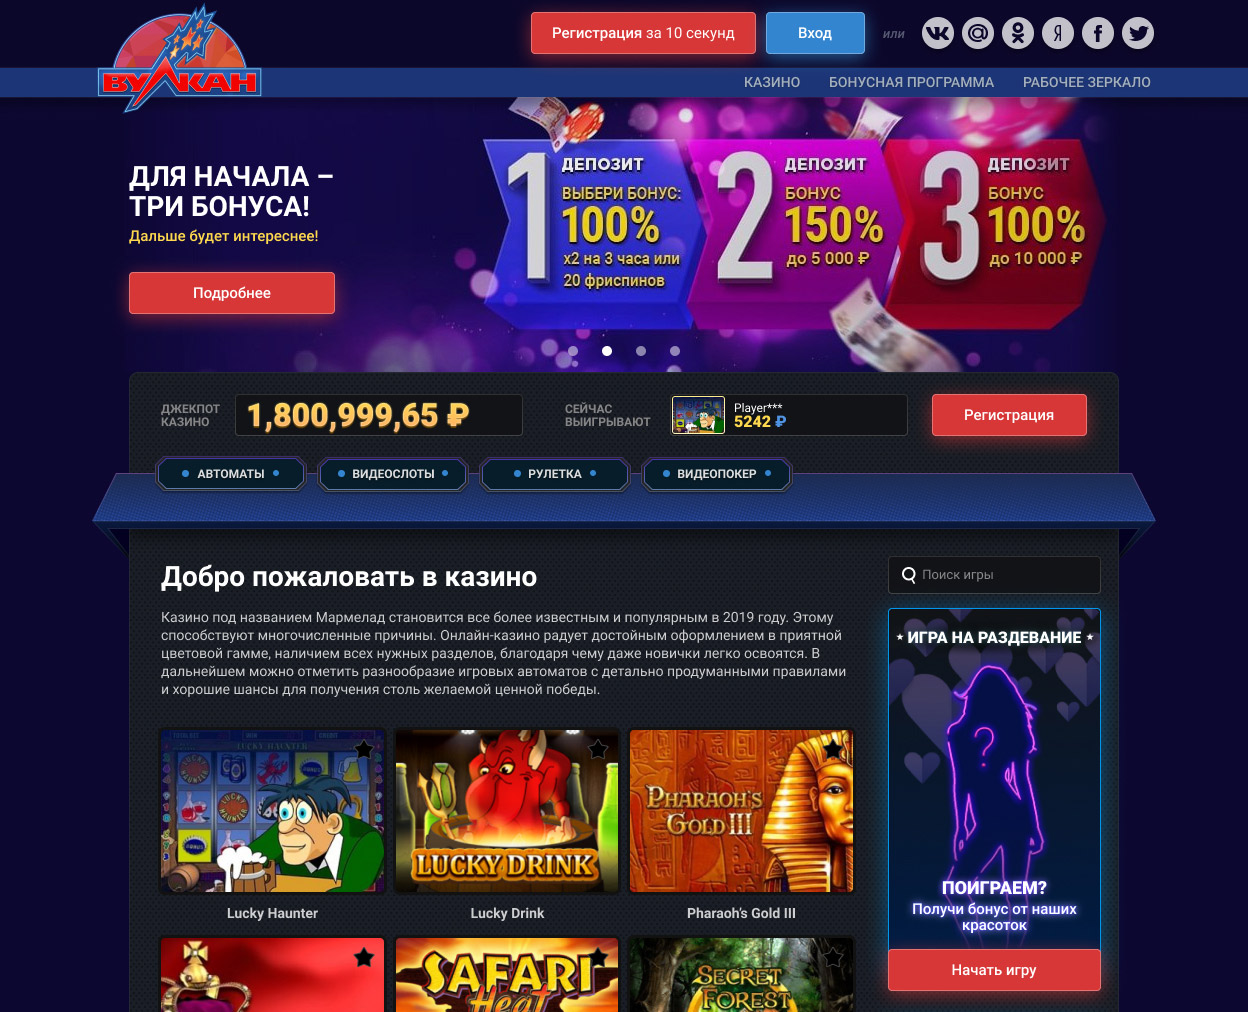 ВУЛКАН
Регистрация за 10 секунд
Вход
или
КАЗИНО
БОНУСНАЯ ПРОГРАММА
РАБОЧЕЕ ЗЕРКАЛО
ДЛЯ НАЧАЛА –
ТРИ БОНУСА!
Дальше будет интереснее!
Подробнее
1
ДЕПОЗИТ
ВЫБЕРИ БОНУС:
100%
x2 на 3 часа или
20 фриспинов
2
ДЕПОЗИТ
БОНУС
150%
до 5 000 ₽
3
ДЕПОЗИТ
БОНУС
100%
до 10 000 ₽
ДЖЕКПОТ
КАЗИНО
1,800,999,65 ₽
СЕЙЧАС
ВЫИГРЫВАЮТ
Player***
5242 ₽
Регистрация
АВТОМАТЫ
ВИДЕОСЛОТЫ
РУЛЕТКА
ВИДЕОПОКЕР
Добро пожаловать в казино
Казино под названием Мармелад становится все более известным и популярным в 2019 году. Этому
способствуют многочисленные причины. Онлайн-казино радует достойным оформлением в приятной
цветовой гамме, наличием всех нужных разделов, благодаря чему даже новички легко освоятся. В
дальнейшем можно отметить разнообразие игровых автоматов с детально продуманными правилами
и хорошие шансы для получения столь желаемой ценной победы.
Поиск игры
ИГРА НА РАЗДЕВАНИЕ
?
ПОИГРАЕМ?
Получи бонус от наших
красоток
Начать игру
LUCKY HAUNTER
LUCKY DRINK
PHARAOH'S
GOLD III
Lucky Haunter
Lucky Drink
Pharaoh's Gold III
SAFARI
Heat
SECRET
FOREST